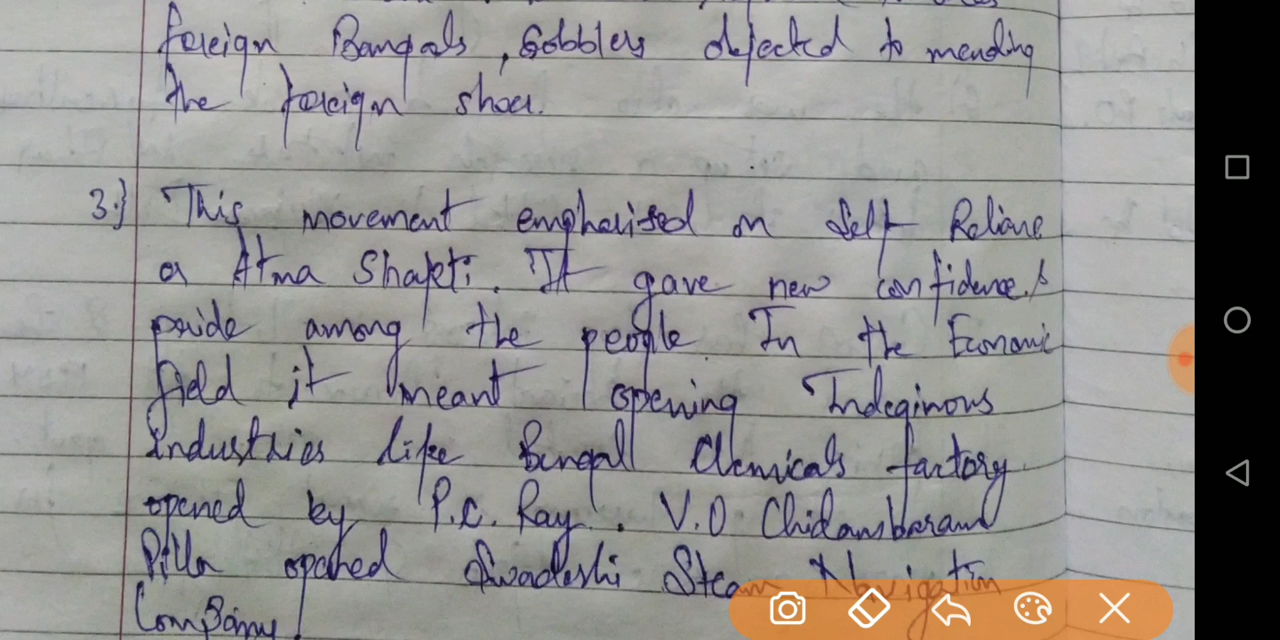 foreign Bangals, Cobblers objected to mending
the foreign shoes.
3.} This movement emphasised on Self Reliance
or Atma Shakti. It gave new confidence &
pride among the people. In the Economic
field it meant opening Indeginous
industries like Bengal Chemicals factory
opened by P.C. Ray. V.O Chidambaram
Pilla opened Swadeshi Steam Navigation
Company.